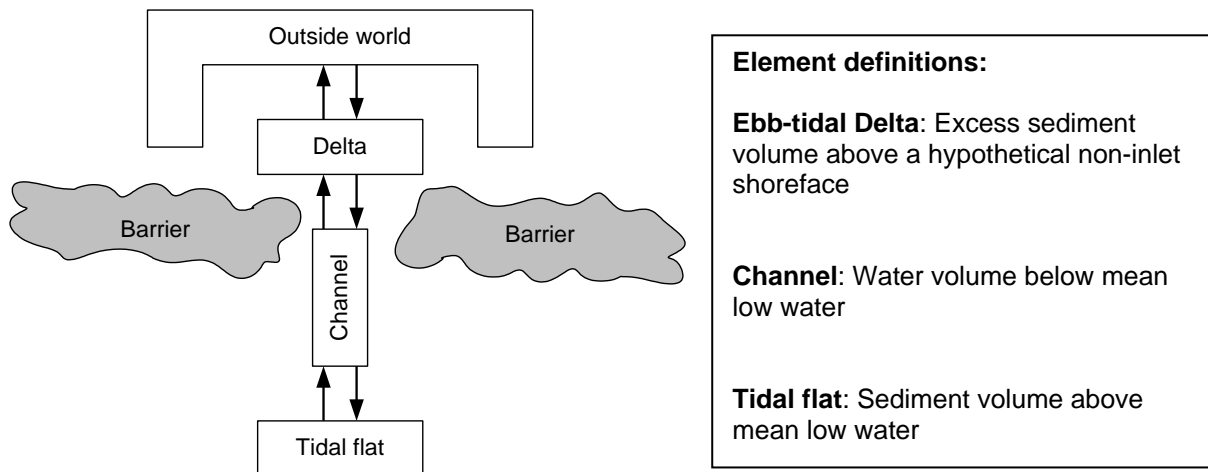 Outside world
Delta
Barrier
Barrier
Channel
Tidal flat
Element definitions:
Ebb-tidal Delta: Excess sediment
volume above a hypothetical non-inlet
shoreface
Channel: Water volume below mean
low water
Tidal flat: Sediment volume above
mean low water